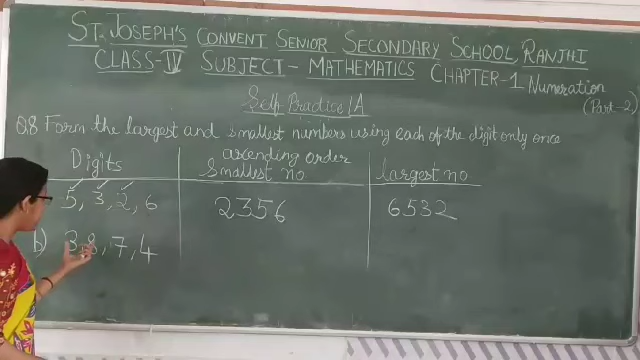 ST. JOSEPH'S CONVENT SENIOR SECONDARY SCHOOL, RANJHI
CLASS-IV SUBJECT- MATHEMATICS CHAPTER-1 Numeration
(Part-2)
Self Practice 1A
Q.8 Form the largest and smallest numbers using each of the digit only once
Digits ascending order smallest no largest no
5, 3, 2, 6 2356 6532
b) 3,8,7,4